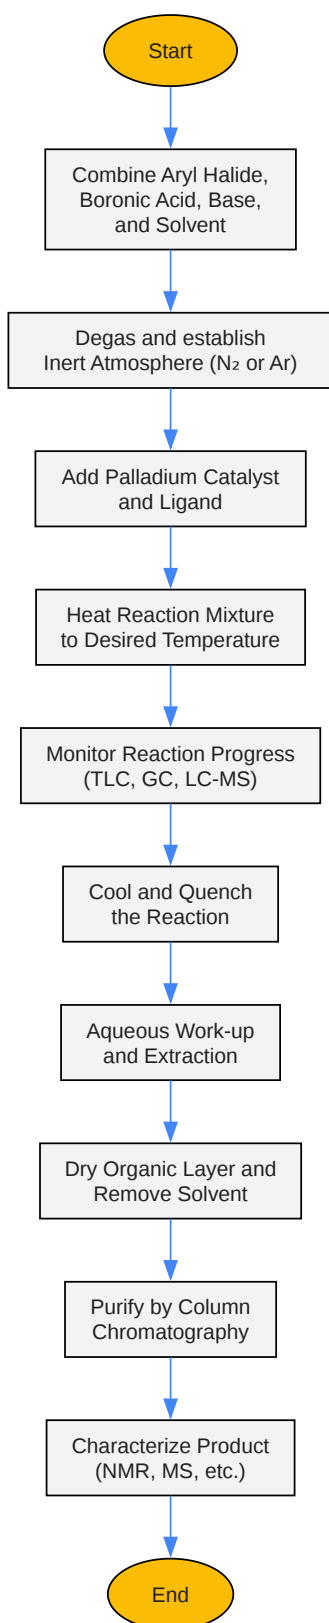 Start
Combine Aryl Halide,
Boronic Acid, Base,
and Solvent
Degas and establish
Inert Atmosphere (N₂ or Ar)
Add Palladium Catalyst
and Ligand
Heat Reaction Mixture
to Desired Temperature
Monitor Reaction Progress
(TLC, GC, LC-MS)
Cool and Quench
the Reaction
Aqueous Work-up
and Extraction
Dry Organic Layer and
Remove Solvent
Purify by Column
Chromatography
Characterize Product
(NMR, MS, etc.)
End